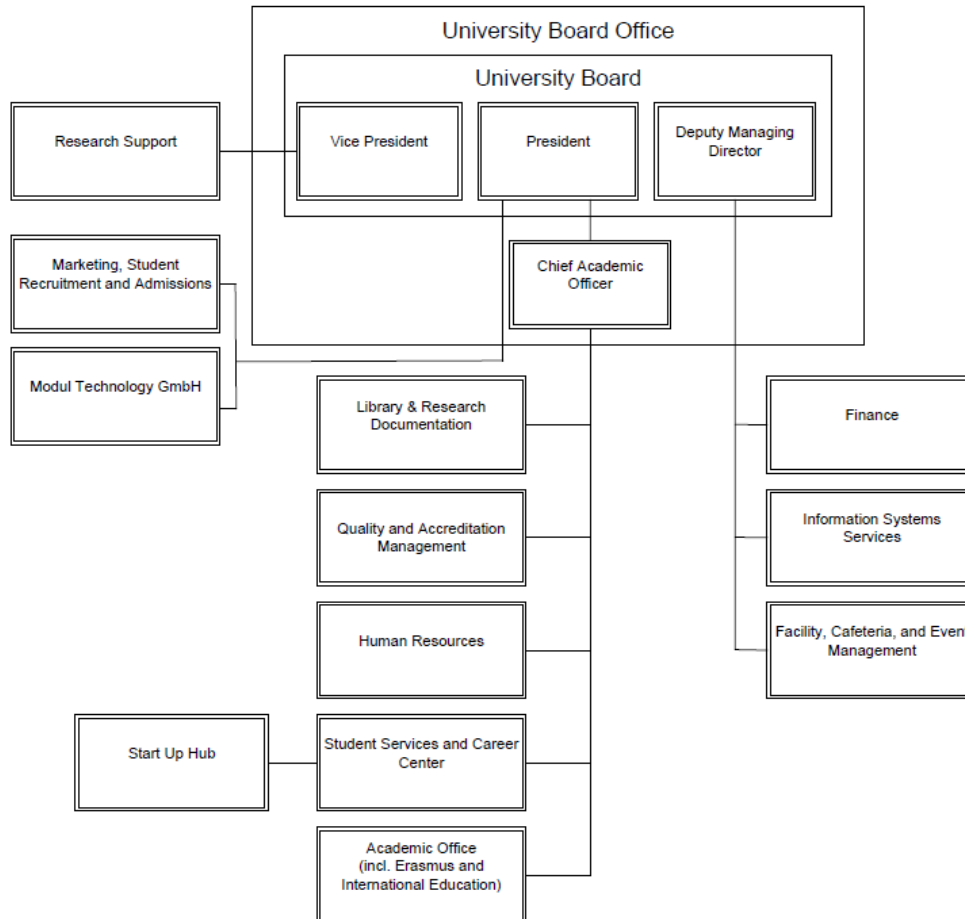 University Board Office
University Board
Research Support
Vice President
President
Deputy Managing
Director
Marketing, Student
Recruitment and Admissions
Chief Academic
Officer
Modul Technology GmbH
Library & Research
Documentation
Finance
Quality and Accreditation
Management
Information Systems
Services
Human Resources
Facility, Cafeteria, and Event
Management
Start Up Hub
Student Services and Career
Center
Academic Office
(incl. Erasmus and
International Education)